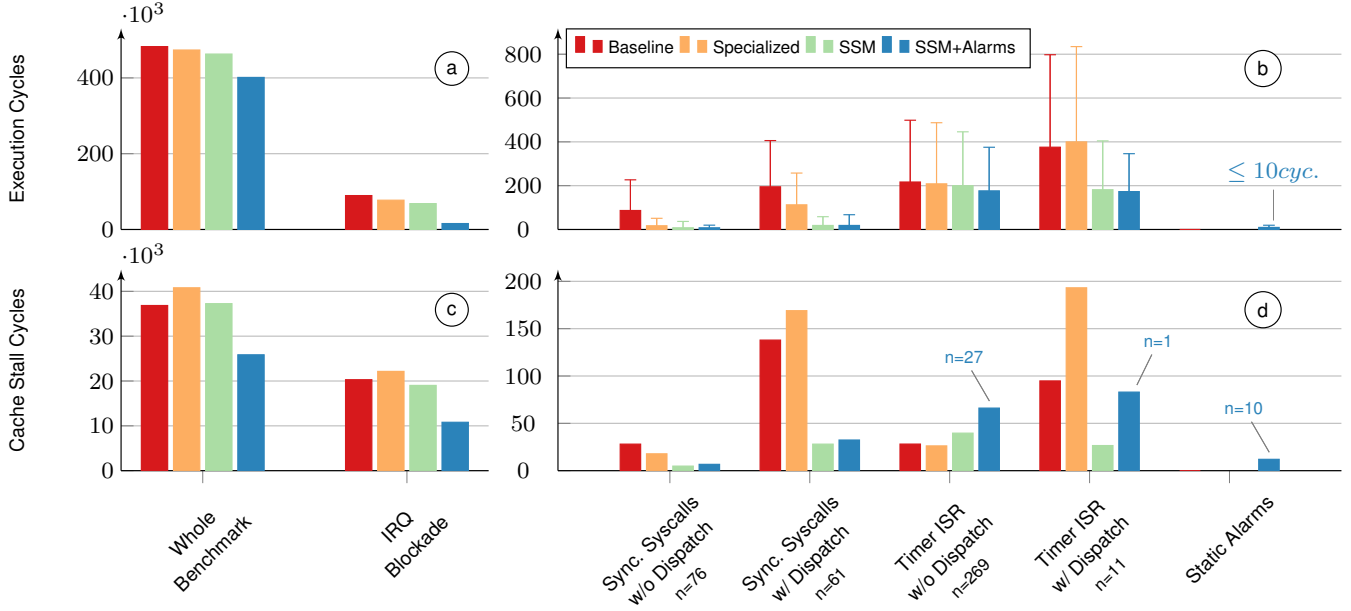 ·10³
Execution Cycles
400
200
0
a
Baseline Specialized SSM SSM+Alarms
800
600
400
200
0
b
≤ 10cyc.
·10³
Cache Stall Cycles
40
30
20
10
0
c
200
150
100
50
0
d
n=27
n=1
n=10
Whole
Benchmark
IRQ
Blockade
Sync. Syscalls
w/o Dispatch
n=76
Sync. Syscalls
w/ Dispatch
n=61
Timer ISR
w/o Dispatch
n=269
Timer ISR
w/ Dispatch
n=11
Static Alarms